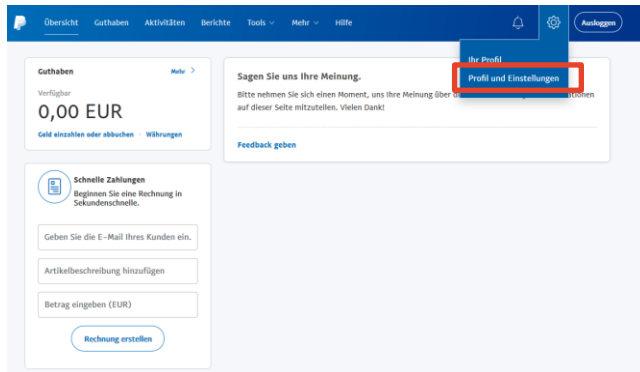 Übersicht Guthaben Aktivitäten Berichte Tools Mehr Hilfe Ausloggen
Ihr Profil
Profil und Einstellungen
Guthaben Mehr
Verfügbar
0,00 EUR
Geld einzahlen oder abbuchen · Währungen
Sagen Sie uns Ihre Meinung.
Bitte nehmen Sie sich einen Moment, uns Ihre Meinung über
auf dieser Seite mitzuteilen. Vielen Dank!
Feedback geben
Schnelle Zahlungen
Beginnen Sie eine Rechnung in
Sekundenschnelle.
Geben Sie die E-Mail Ihres Kunden ein.
Artikelbeschreibung hinzufügen
Betrag eingeben (EUR)
Rechnung erstellen